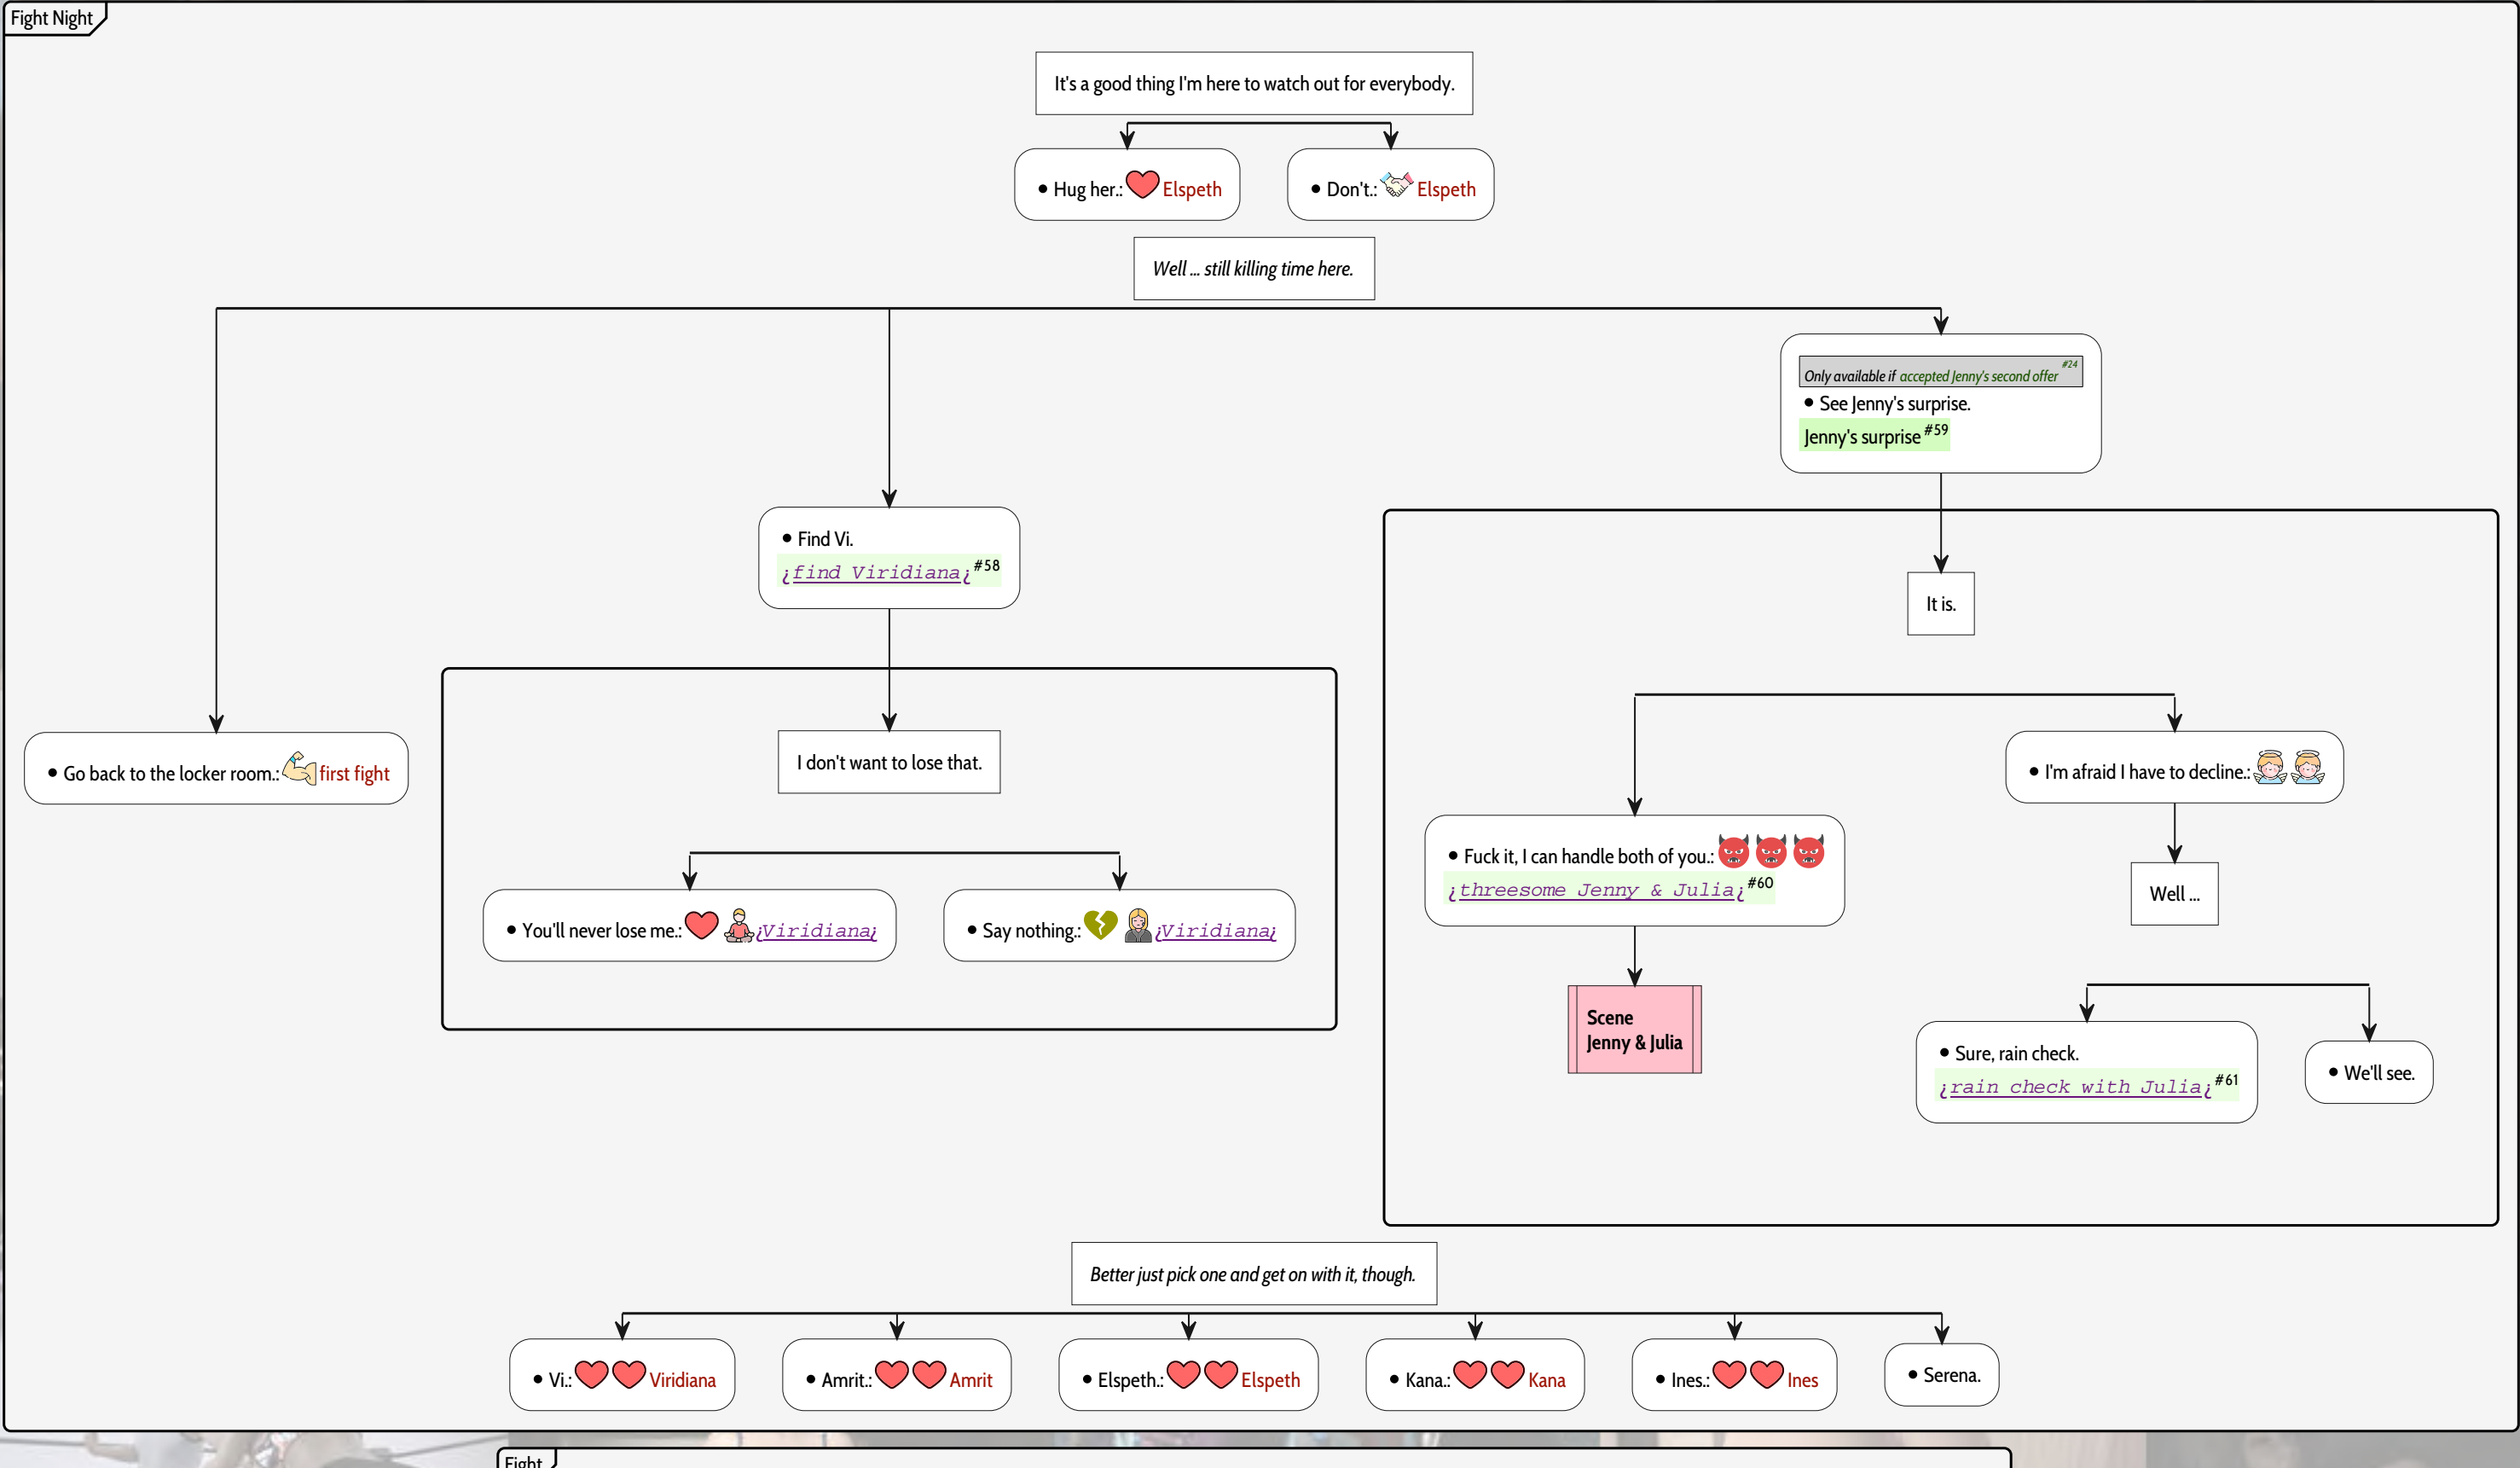 Fight Night
It's a good thing I'm here to watch out for everybody.
• Hug her.: Elspeth
• Don't.: Elspeth
Well ... still killing time here.
Only available if accepted Jenny's second offer #24
• See Jenny's surprise.
Jenny's surprise #59
• Find Vi.
¿find Viridiana¿ #58
It is.
• Go back to the locker room.: first fight
I don't want to lose that.
• You'll never lose me.: ¿Viridiana¿
• Say nothing.: ¿Viridiana¿
• I'm afraid I have to decline.:
• Fuck it, I can handle both of you.:
¿threesome Jenny & Julia¿ #60
Well ...
Scene
Jenny & Julia
• Sure, rain check.
¿rain check with Julia¿ #61
• We'll see.
Better just pick one and get on with it, though.
• Vi.: Viridiana
• Amrit.: Amrit
• Elspeth.: Elspeth
• Kana.: Kana
• Ines.: Ines
• Serena.
Fight